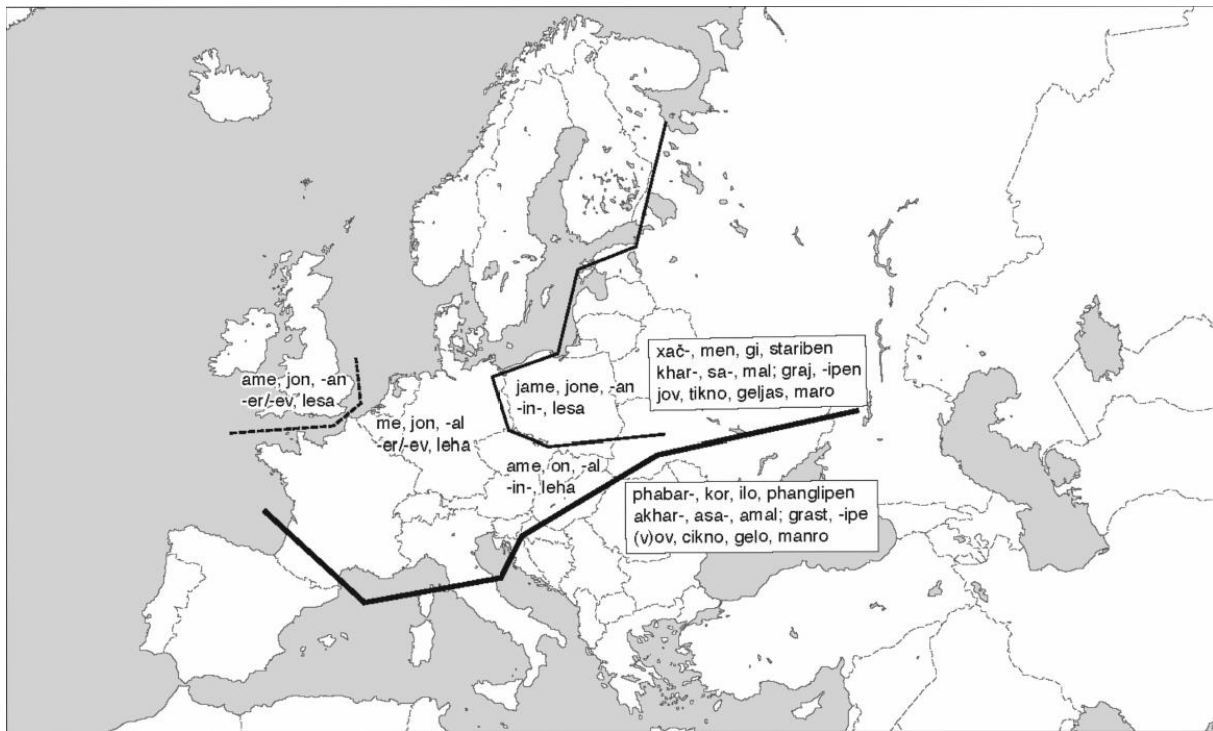 xač-, men, gi, stariben
khar-, sa-, mal; graj, -ipen
jov, tikno, geljas, maro
ame, jon, -an
-er/-ev, lesa
jame, jone, -an
-in-, lesa
me, jon, -al
-er/-ev, leha
ame, on, -al
-in-, leha
phabar-, kor, ilo, phanglipen
akhar-, asa-, amal; grast, -ipe
(v)ov, cikno, gelo, manro